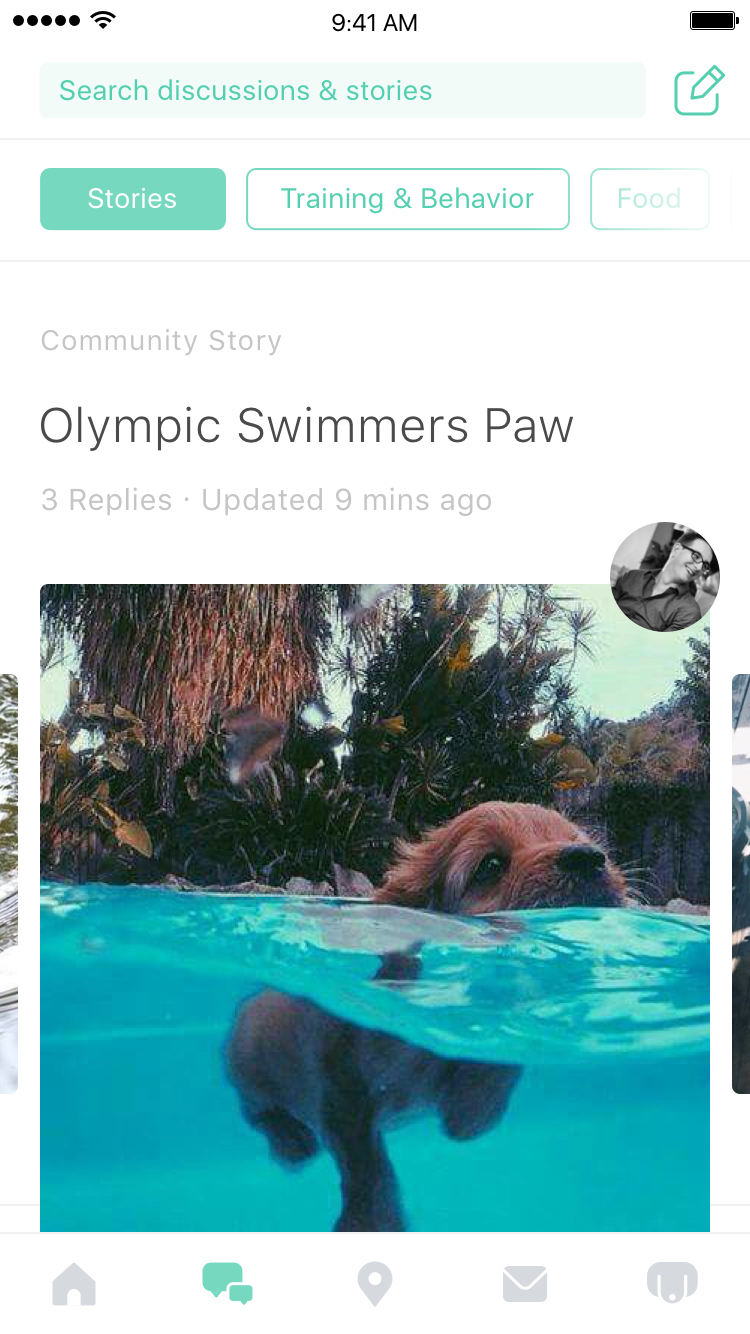 9:41 AM
Search discussions & stories
Stories
Training & Behavior
Food
Community Story
Olympic Swimmers Paw
3 Replies · Updated 9 mins ago